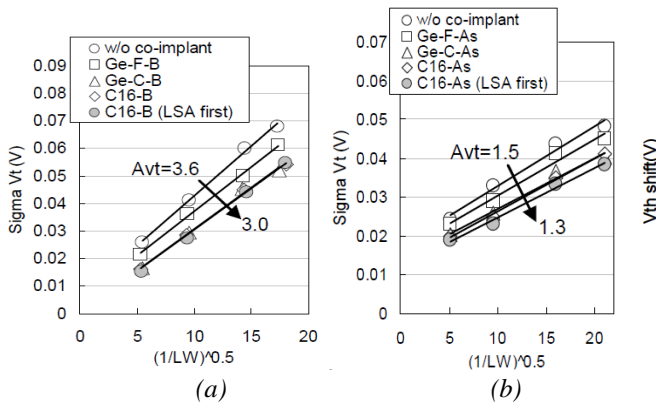 w/o co-implant
Ge-F-B
Ge-C-B
C16-B
C16-B (LSA first)
Sigma Vt (V)
0.09
0.08
0.07
0.06
0.05
0.04
0.03
0.02
0.01
0
Avt=3.6
3.0
0 5 10 15 20
(1/LW)^0.5
(a)
w/o co-implant
Ge-F-As
Ge-C-As
C16-As
C16-As (LSA first)
Sigma Vt (V)
0.07
0.06
0.05
0.04
0.03
0.02
0.01
0
Avt=1.5
1.3
0 5 10 15 20
(1/LW)^0.5
(b)
Vth shift(V)